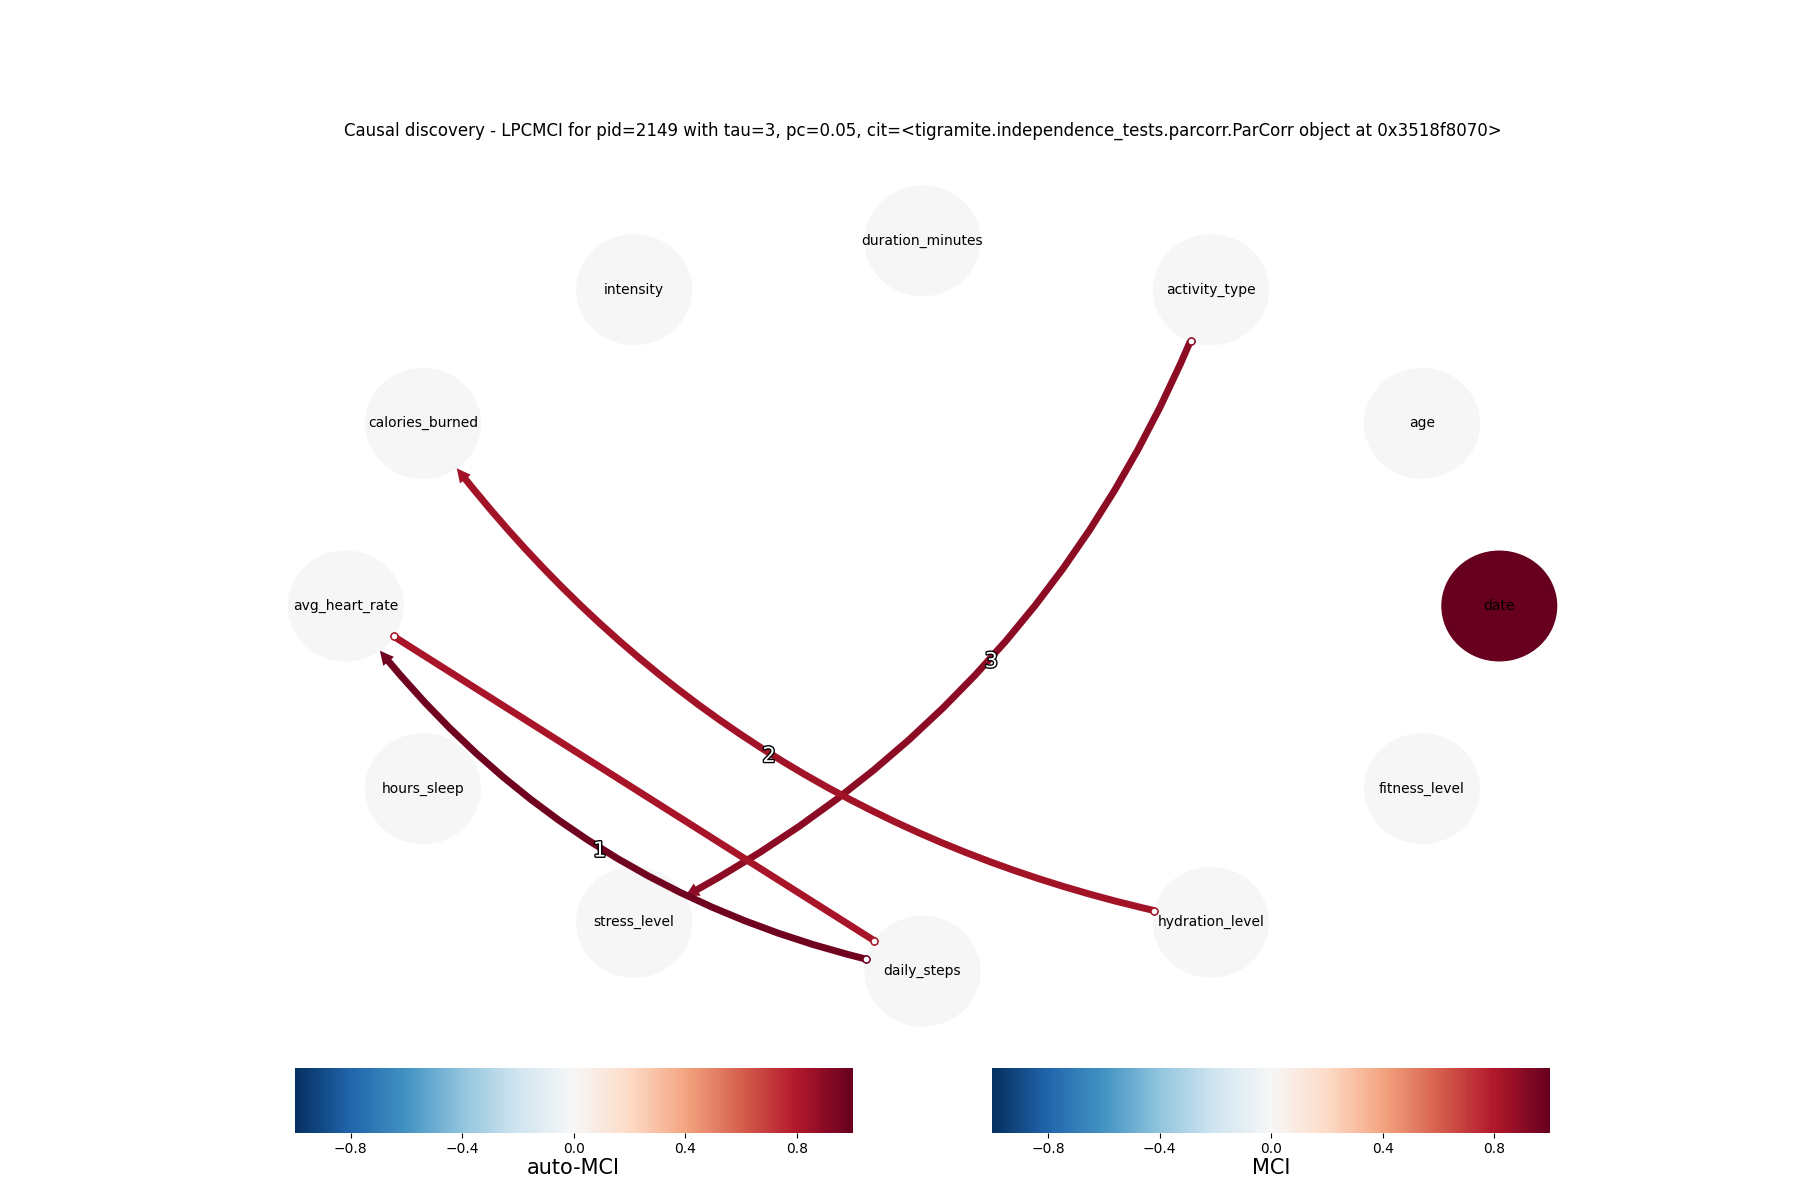 Causal discovery - LPCMCI for pid=2149 with tau=3, pc=0.05, cit=<tigramite.independence_tests.parcorr.ParCorr object at 0x3518f8070>
duration_minutes
intensity
activity_type
calories_burned
age
avg_heart_rate
date
3
2
hours_sleep
fitness_level
1
stress_level
hydration_level
daily_steps
−0.8 −0.4 0.0 0.4 0.8
auto-MCI
−0.8 −0.4 0.0 0.4 0.8
MCI